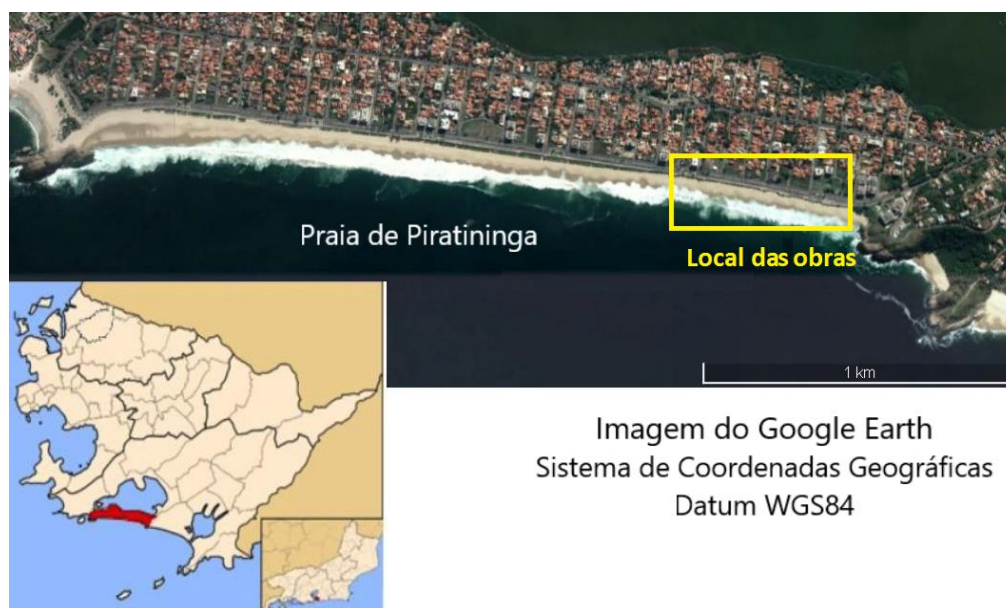 Praia de Piratininga
Local das obras
1 km
Imagem do Google Earth
Sistema de Coordenadas Geográficas
Datum WGS84